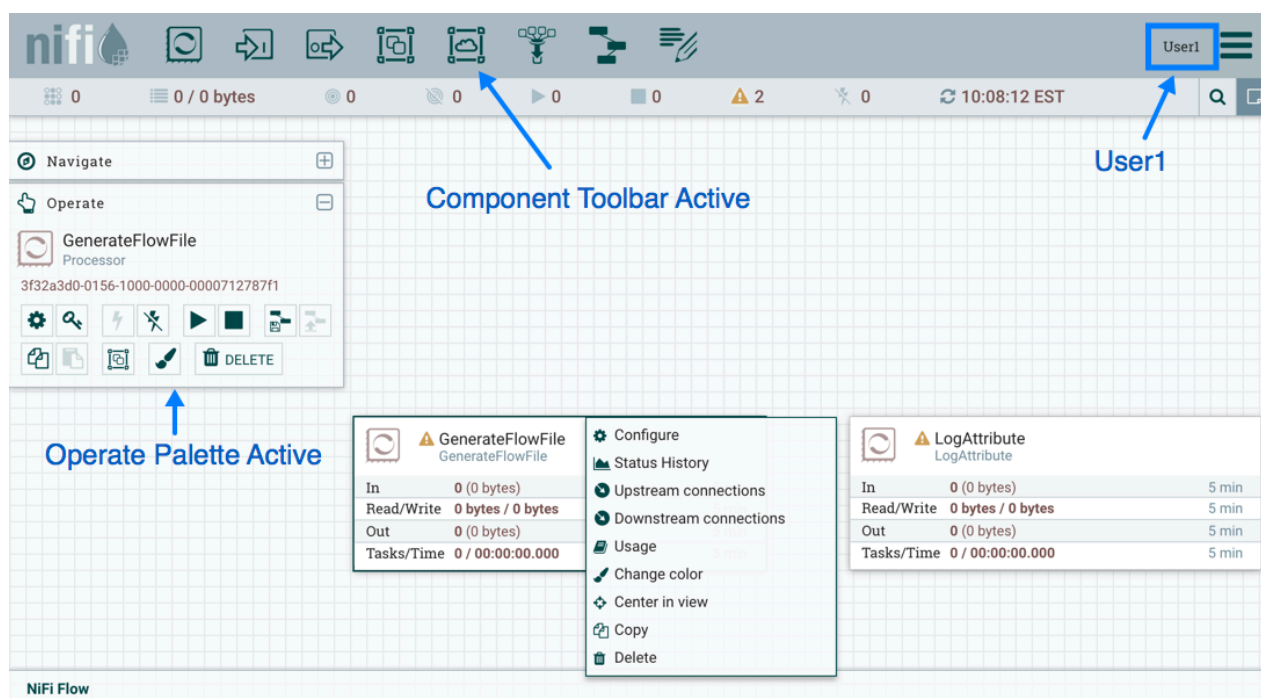 nifi
User1
0
0 / 0 bytes
0
0
0
0
2
0
10:08:12 EST
Navigate
Operate
GenerateFlowFile
Processor
3f32a3d0-0156-1000-0000-0000712787f1
DELETE
Component Toolbar Active
User1
Operate Palette Active
GenerateFlowFile
GenerateFlowFile
In 0 (0 bytes)
Read/Write 0 bytes / 0 bytes
Out 0 (0 bytes)
Tasks/Time 0 / 00:00:00.000
Configure
Status History
Upstream connections
Downstream connections
Usage
Change color
Center in view
Copy
Delete
LogAttribute
LogAttribute
In 0 (0 bytes) 5 min
Read/Write 0 bytes / 0 bytes 5 min
Out 0 (0 bytes) 5 min
Tasks/Time 0 / 00:00:00.000 5 min
NiFi Flow